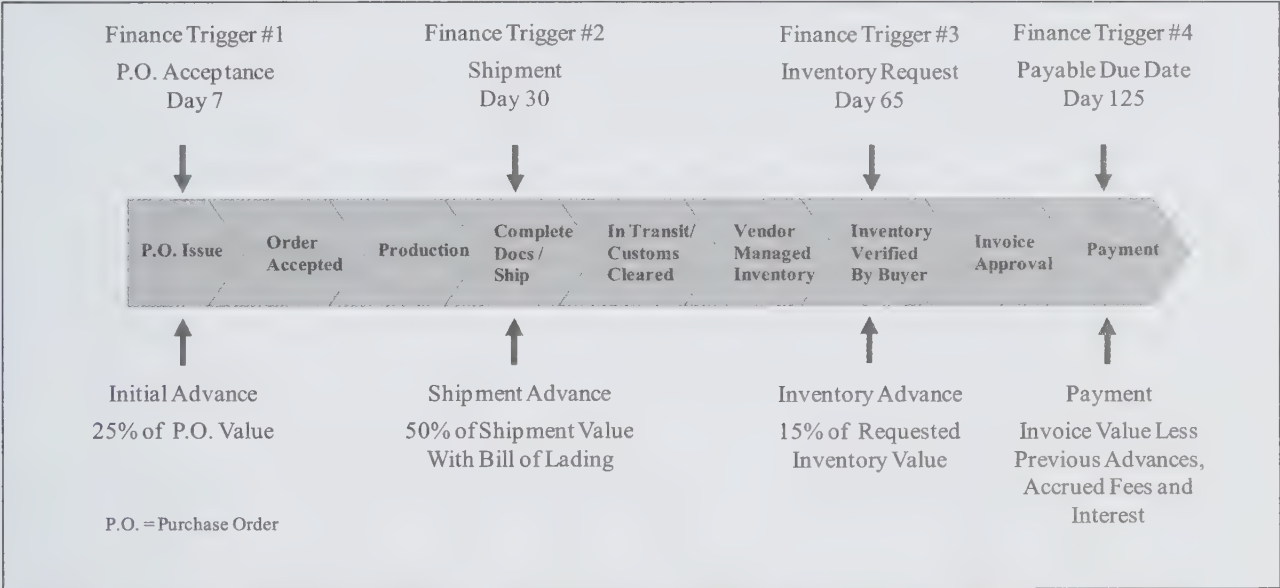 Finance Trigger #1
P.O. Acceptance
Day 7
Finance Trigger #2
Shipment
Day 30
Finance Trigger #3
Inventory Request
Day 65
Finance Trigger #4
Payable Due Date
Day 125
P.O. Issue
Order
Accepted
Production
Complete
Docs /
Ship
In Transit/
Customs
Cleared
Vendor
Managed
Inventory
Inventory
Verified
By Buyer
Invoice
Approval
Payment
Initial Advance
25% of P.O. Value
Shipment Advance
50% of Shipment Value
With Bill of Lading
Inventory Advance
15% of Requested
Inventory Value
Payment
Invoice Value Less
Previous Advances,
Accrued Fees and
Interest
P.O. = Purchase Order